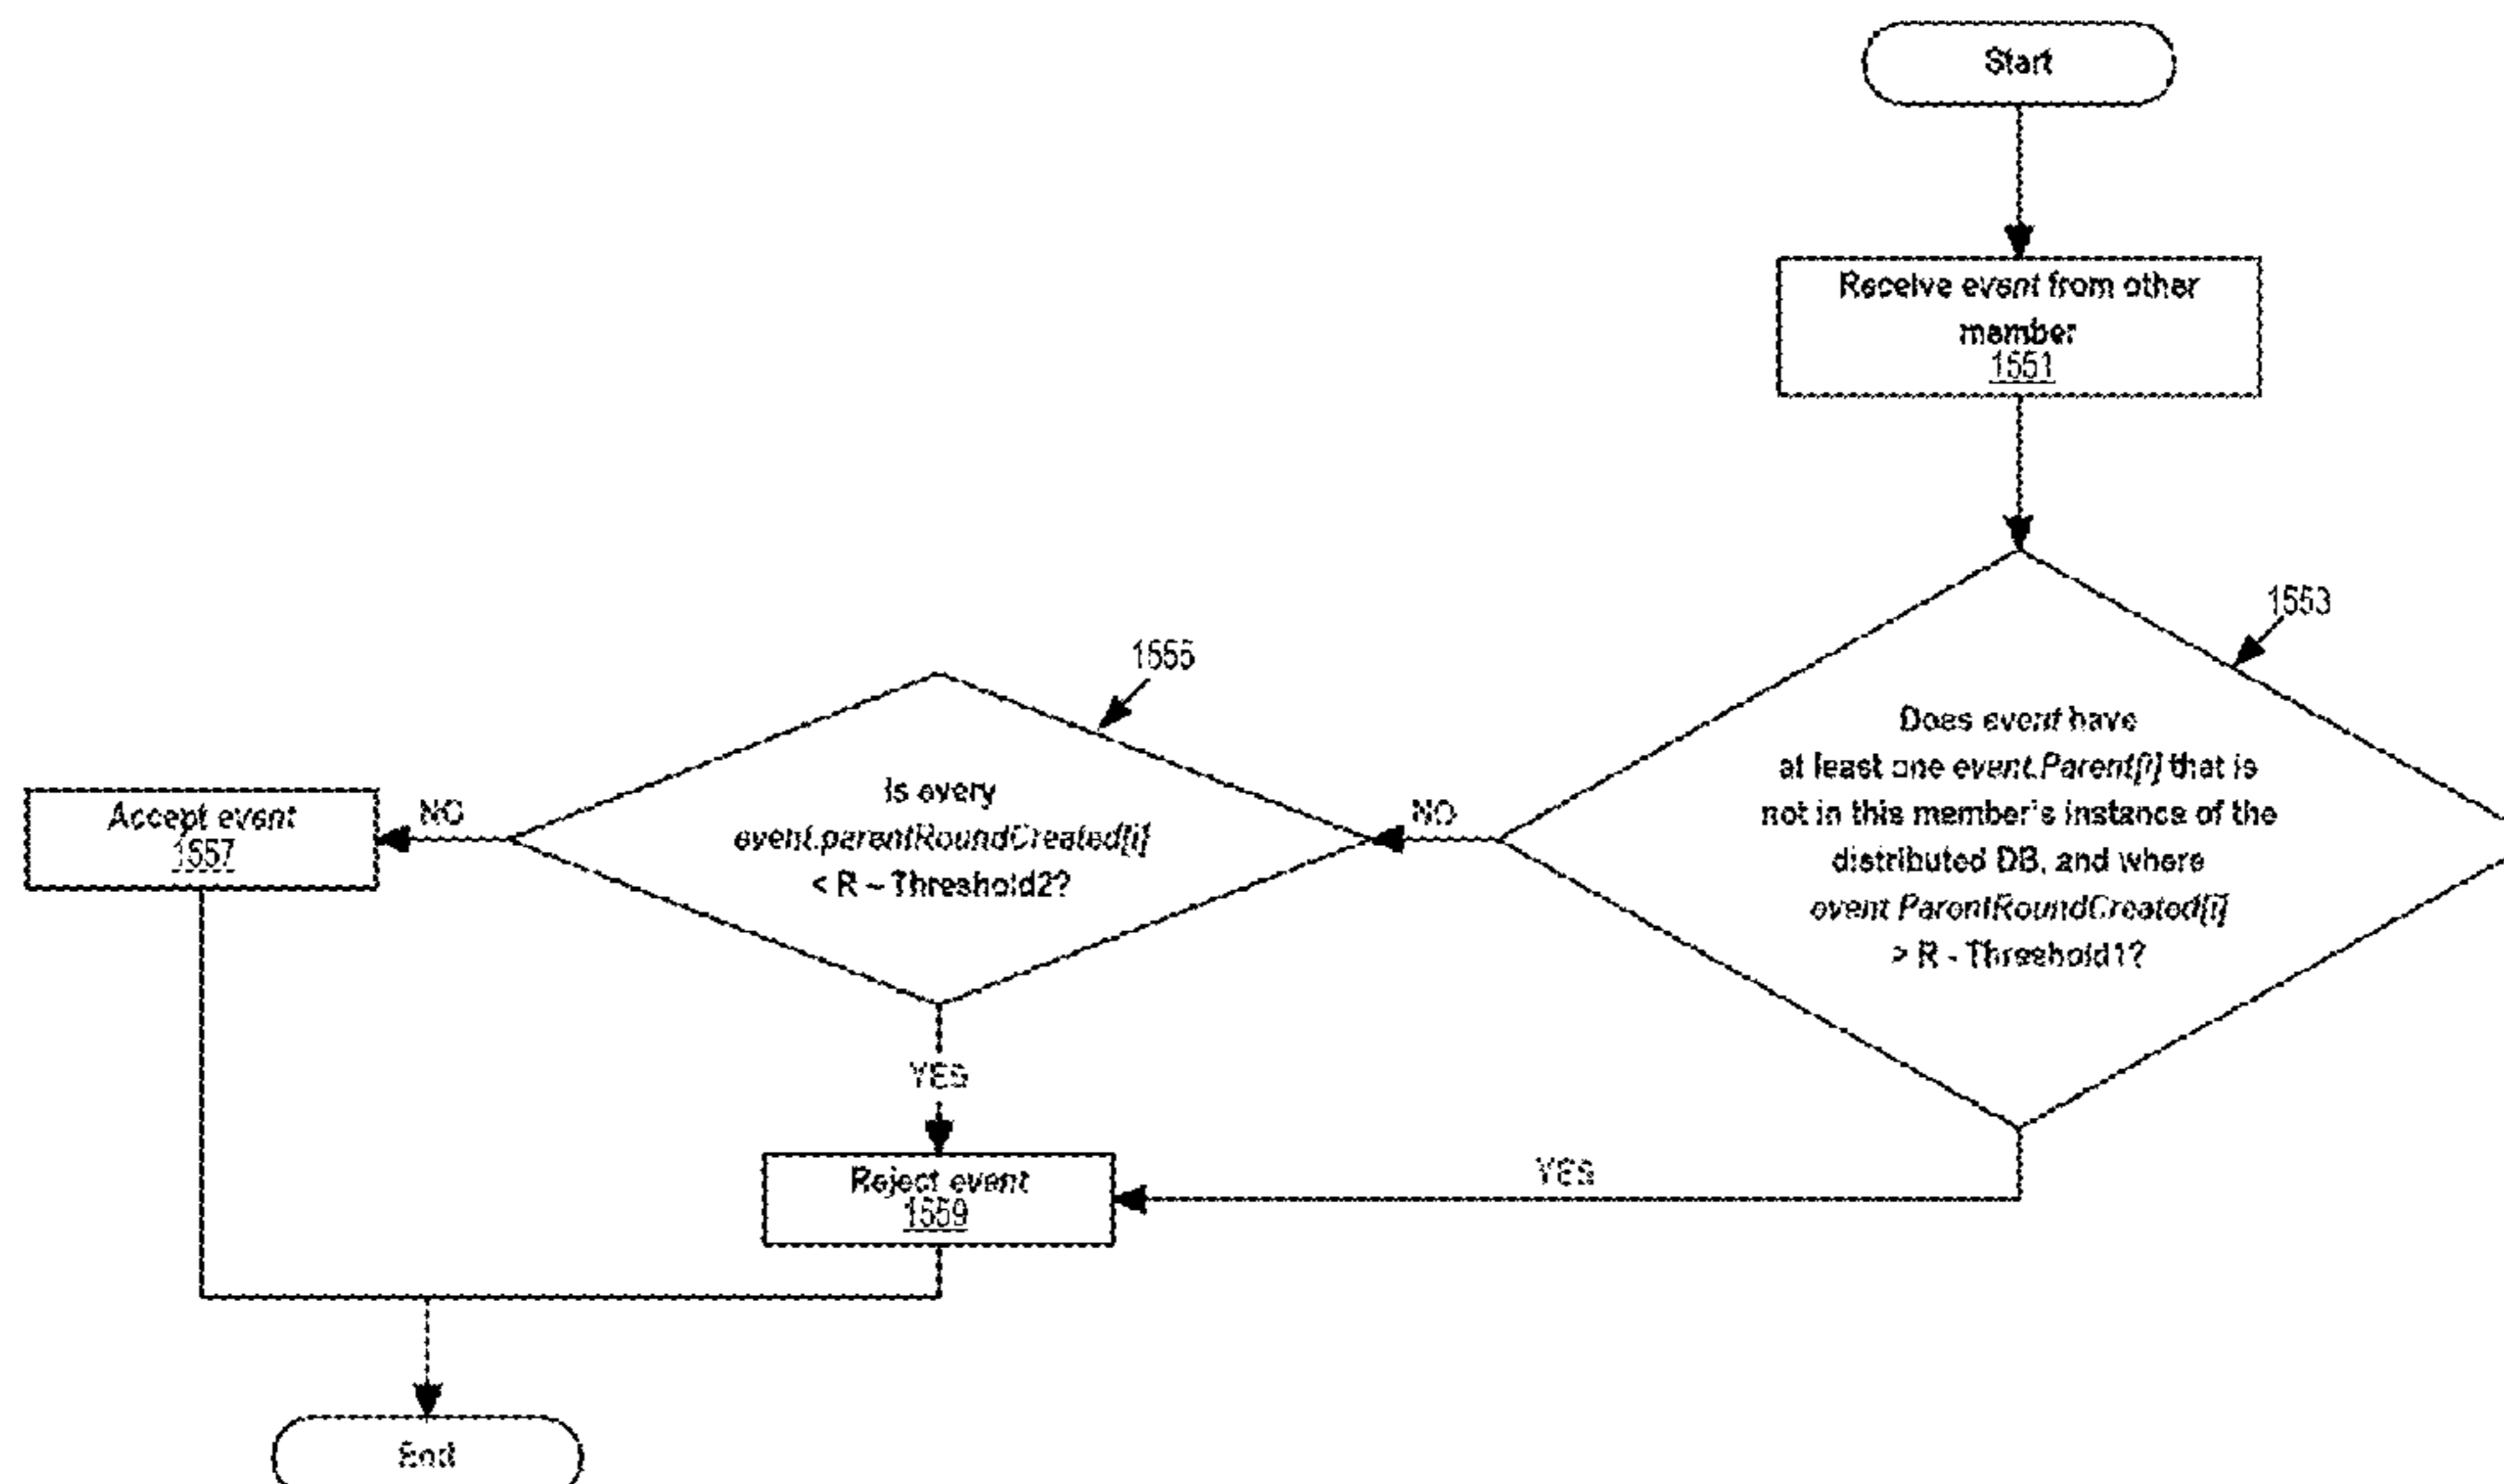 Start
Receive event from other
member
1551
1553
Does event have
at least one event.Parent[i] that is
not in this member's instance of the
distributed DB, and where
event.ParentRoundCreated[i]
> R - Threshold1?
NO
1555
Is every
event.parentRoundCreated[i]
< R – Threshold2?
NO
Accept event
1557
YES
YES
Reject event
1559
End